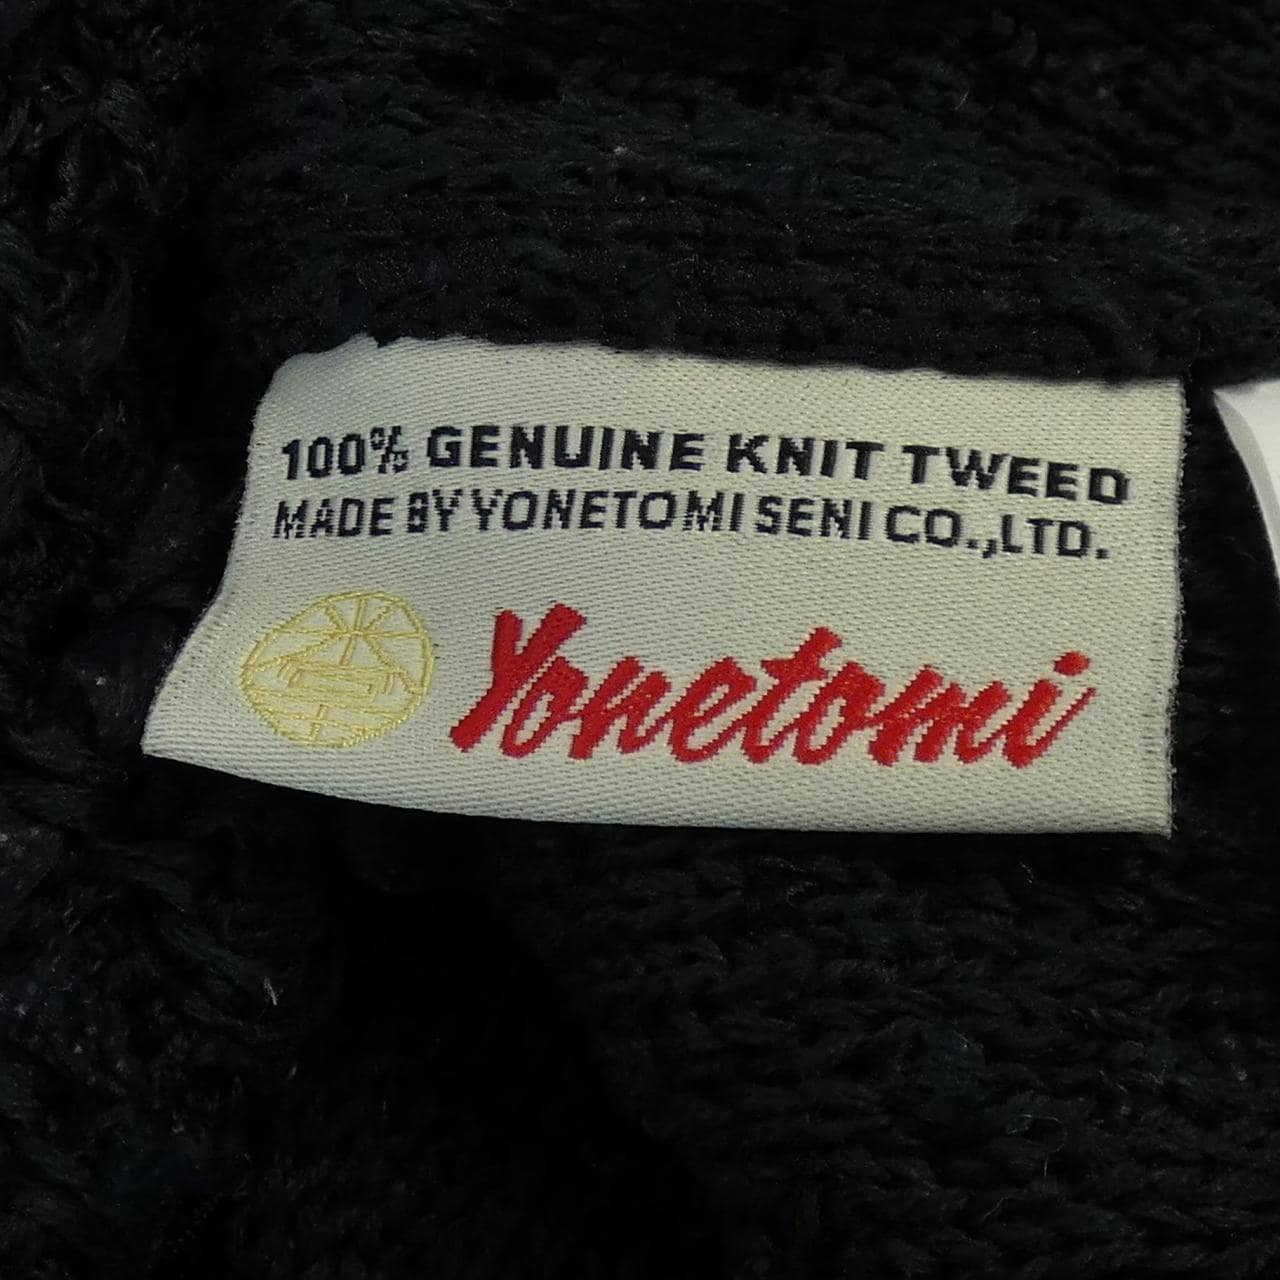 100% GENUINE KNIT TWEED
MADE BY YONETOMI SENI CO.,LTD.
Yonetomi